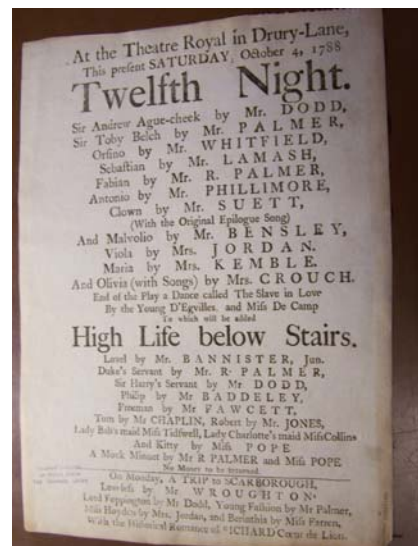 At the Theatre Royal in Drury-Lane,
This present SATURDAY, October 4, 1788
Twelfth Night.
Sir Andrew Ague-cheek by Mr. DODD,
Sir Toby Belch by Mr. PALMER,
Orsino by Mr. WHITFIELD,
Sebaſtian by Mr. LAMASH,
Fabian by Mr. R. PALMER,
Antonio by Mr. PHILLIMORE,
Clown by Mr. SUETT,
(With the Original Epilogue Song)
And Malvolio by Mr. BENSLEY,
Viola by Mrs. JORDAN.
Maria by Mrs. KEMBLE.
And Olivia (with Songs) by Mrs. CROUCH.
End of the Play a Dance called The Slave in Love
By the Young D'Egvilles, and Miſs De Camp
To which will be added
High Life below Stairs.
Lovel by Mr. BANNISTER, Jun.
Duke's Servant by Mr. R. PALMER,
Sir Harry's Servant by Mr DODD,
Philip by Mr BADDELEY,
Freeman by Mr FAWCETT,
Tom by Mr CHAPLIN, Robert by Mr. JONES,
Lady Bab's maid Miſs Tidſwell, Lady Charlotte's maid MiſsCollins
And Kitty by Miſs POPE
A Mock Minuet by Mr R PALMER and Miſs POPE
No Money to be returned.
On Monday, A TRIP to SCARBOROUGH,
Loveleſs by Mr WROUGHTON,
Lord Foppington by Mr Dodd, Young Faſhion by Mr Palmer,
Miſs Hoyden by Mrs. Jordan, and Berinthia by Miſs Farren,
With the Hiſtorical Romance of RICHARD Cœur de Lion.